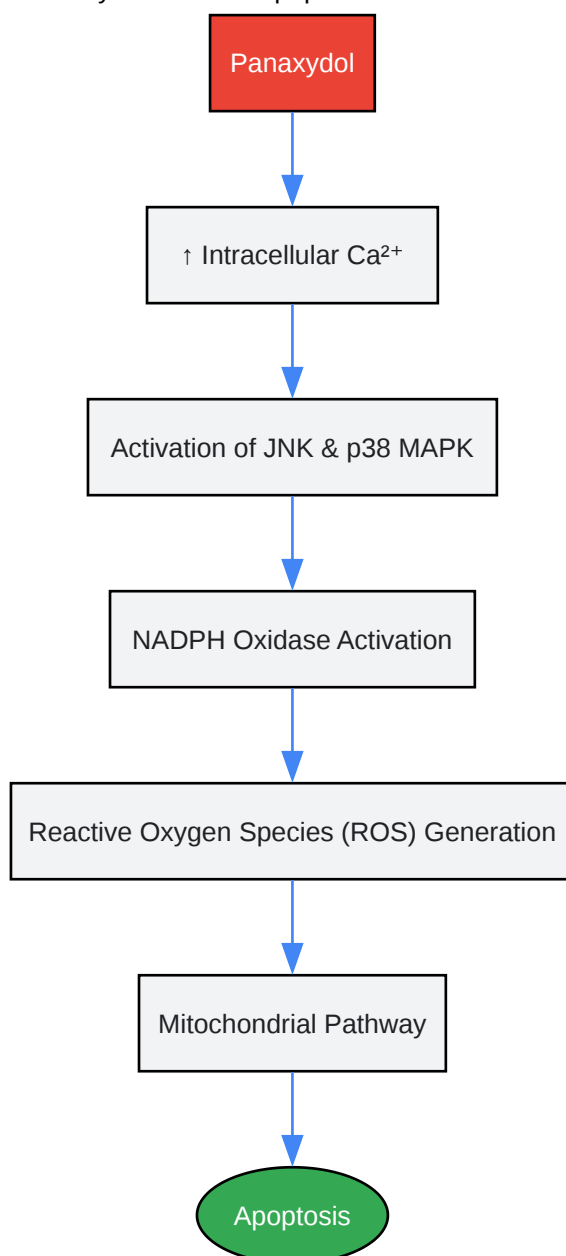 Panaxydol
↑ Intracellular Ca²⁺
Activation of JNK & p38 MAPK
NADPH Oxidase Activation
Reactive Oxygen Species (ROS) Generation
Mitochondrial Pathway
Apoptosis